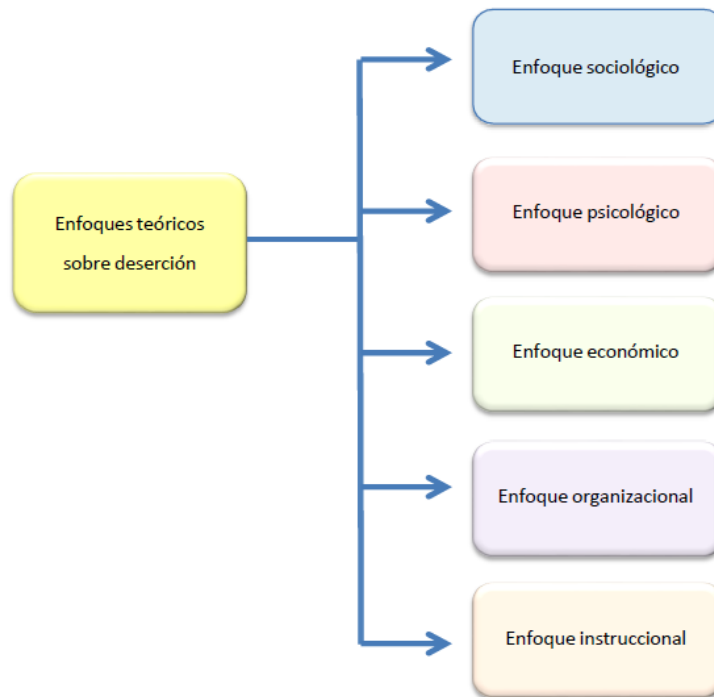 Enfoque sociológico
Enfoque psicológico
Enfoques teóricos
sobre deserción
Enfoque económico
Enfoque organizacional
Enfoque instruccional